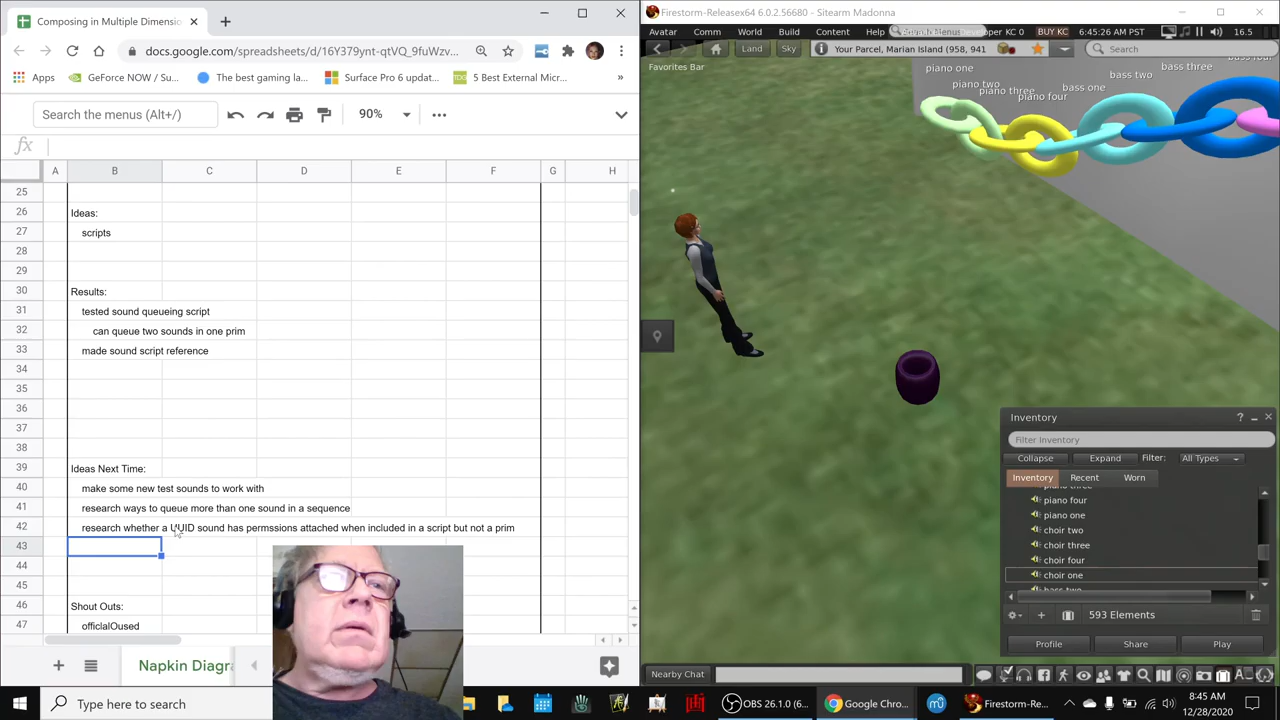 Composing in Multiple Dimensio
docs.google.com/spreadsheets/d/16Y379ynt-qtVQ_9fuWzv...
Apps
GeForce NOW / Su...
The best gaming la...
Surface Pro 6 updat...
5 Best External Micr...
»
Search the menus (Alt+/)
90%
fx
A B C D E F G H
25
26 Ideas:
27 scripts
28
29
30 Results:
31 tested sound queueing script
32 can queue two sounds in one prim
33 made sound script reference
34
35
36
37
38
39 Ideas Next Time:
40 make some new test sounds to work with
41 research ways to queue more than one sound in a sequence
42 research whether a UUID sound has permssions attached when included in a script but not a prim
43
44
45
46 Shout Outs:
47 officialOused
Napkin Diagra
Firestorm-Releasex64 6.0.2.56680 - Sitearm Madonna
Avatar Comm World Build Content Help
KC 0 BUY KC 6:45:26 AM PST 16.5
Land Sky Your Parcel, Marian Island (958, 941 Search
Favorites Bar
piano one
piano two
piano three
piano four
bass one
bass two
bass three
Inventory
Filter Inventory
Collapse Expand Filter: All Types
Inventory Recent Worn
piano three
piano four
piano one
choir two
choir three
choir four
choir one
bass two
593 Elements
Profile Share Play
Nearby Chat
Type here to search
OBS 26.1.0 (6...
Google Chro...
Firestorm-Re...
8:45 AM
12/28/2020